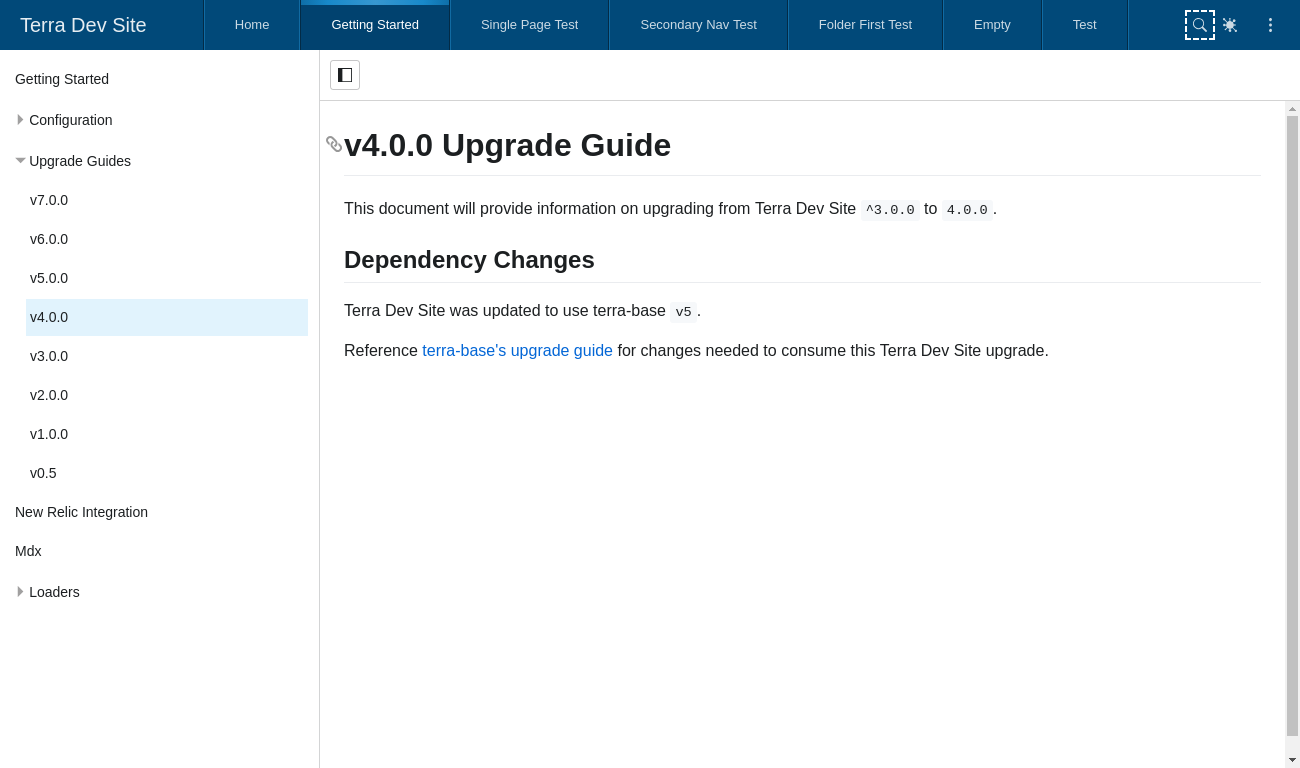 Terra Dev Site
Home
Getting Started
Single Page Test
Secondary Nav Test
Folder First Test
Empty
Test
Getting Started
Configuration
Upgrade Guides
v7.0.0
v6.0.0
v5.0.0
v4.0.0
v3.0.0
v2.0.0
v1.0.0
v0.5
New Relic Integration
Mdx
Loaders
v4.0.0 Upgrade Guide
This document will provide information on upgrading from Terra Dev Site ^3.0.0 to 4.0.0.
Dependency Changes
Terra Dev Site was updated to use terra-base v5.
Reference terra-base's upgrade guide for changes needed to consume this Terra Dev Site upgrade.